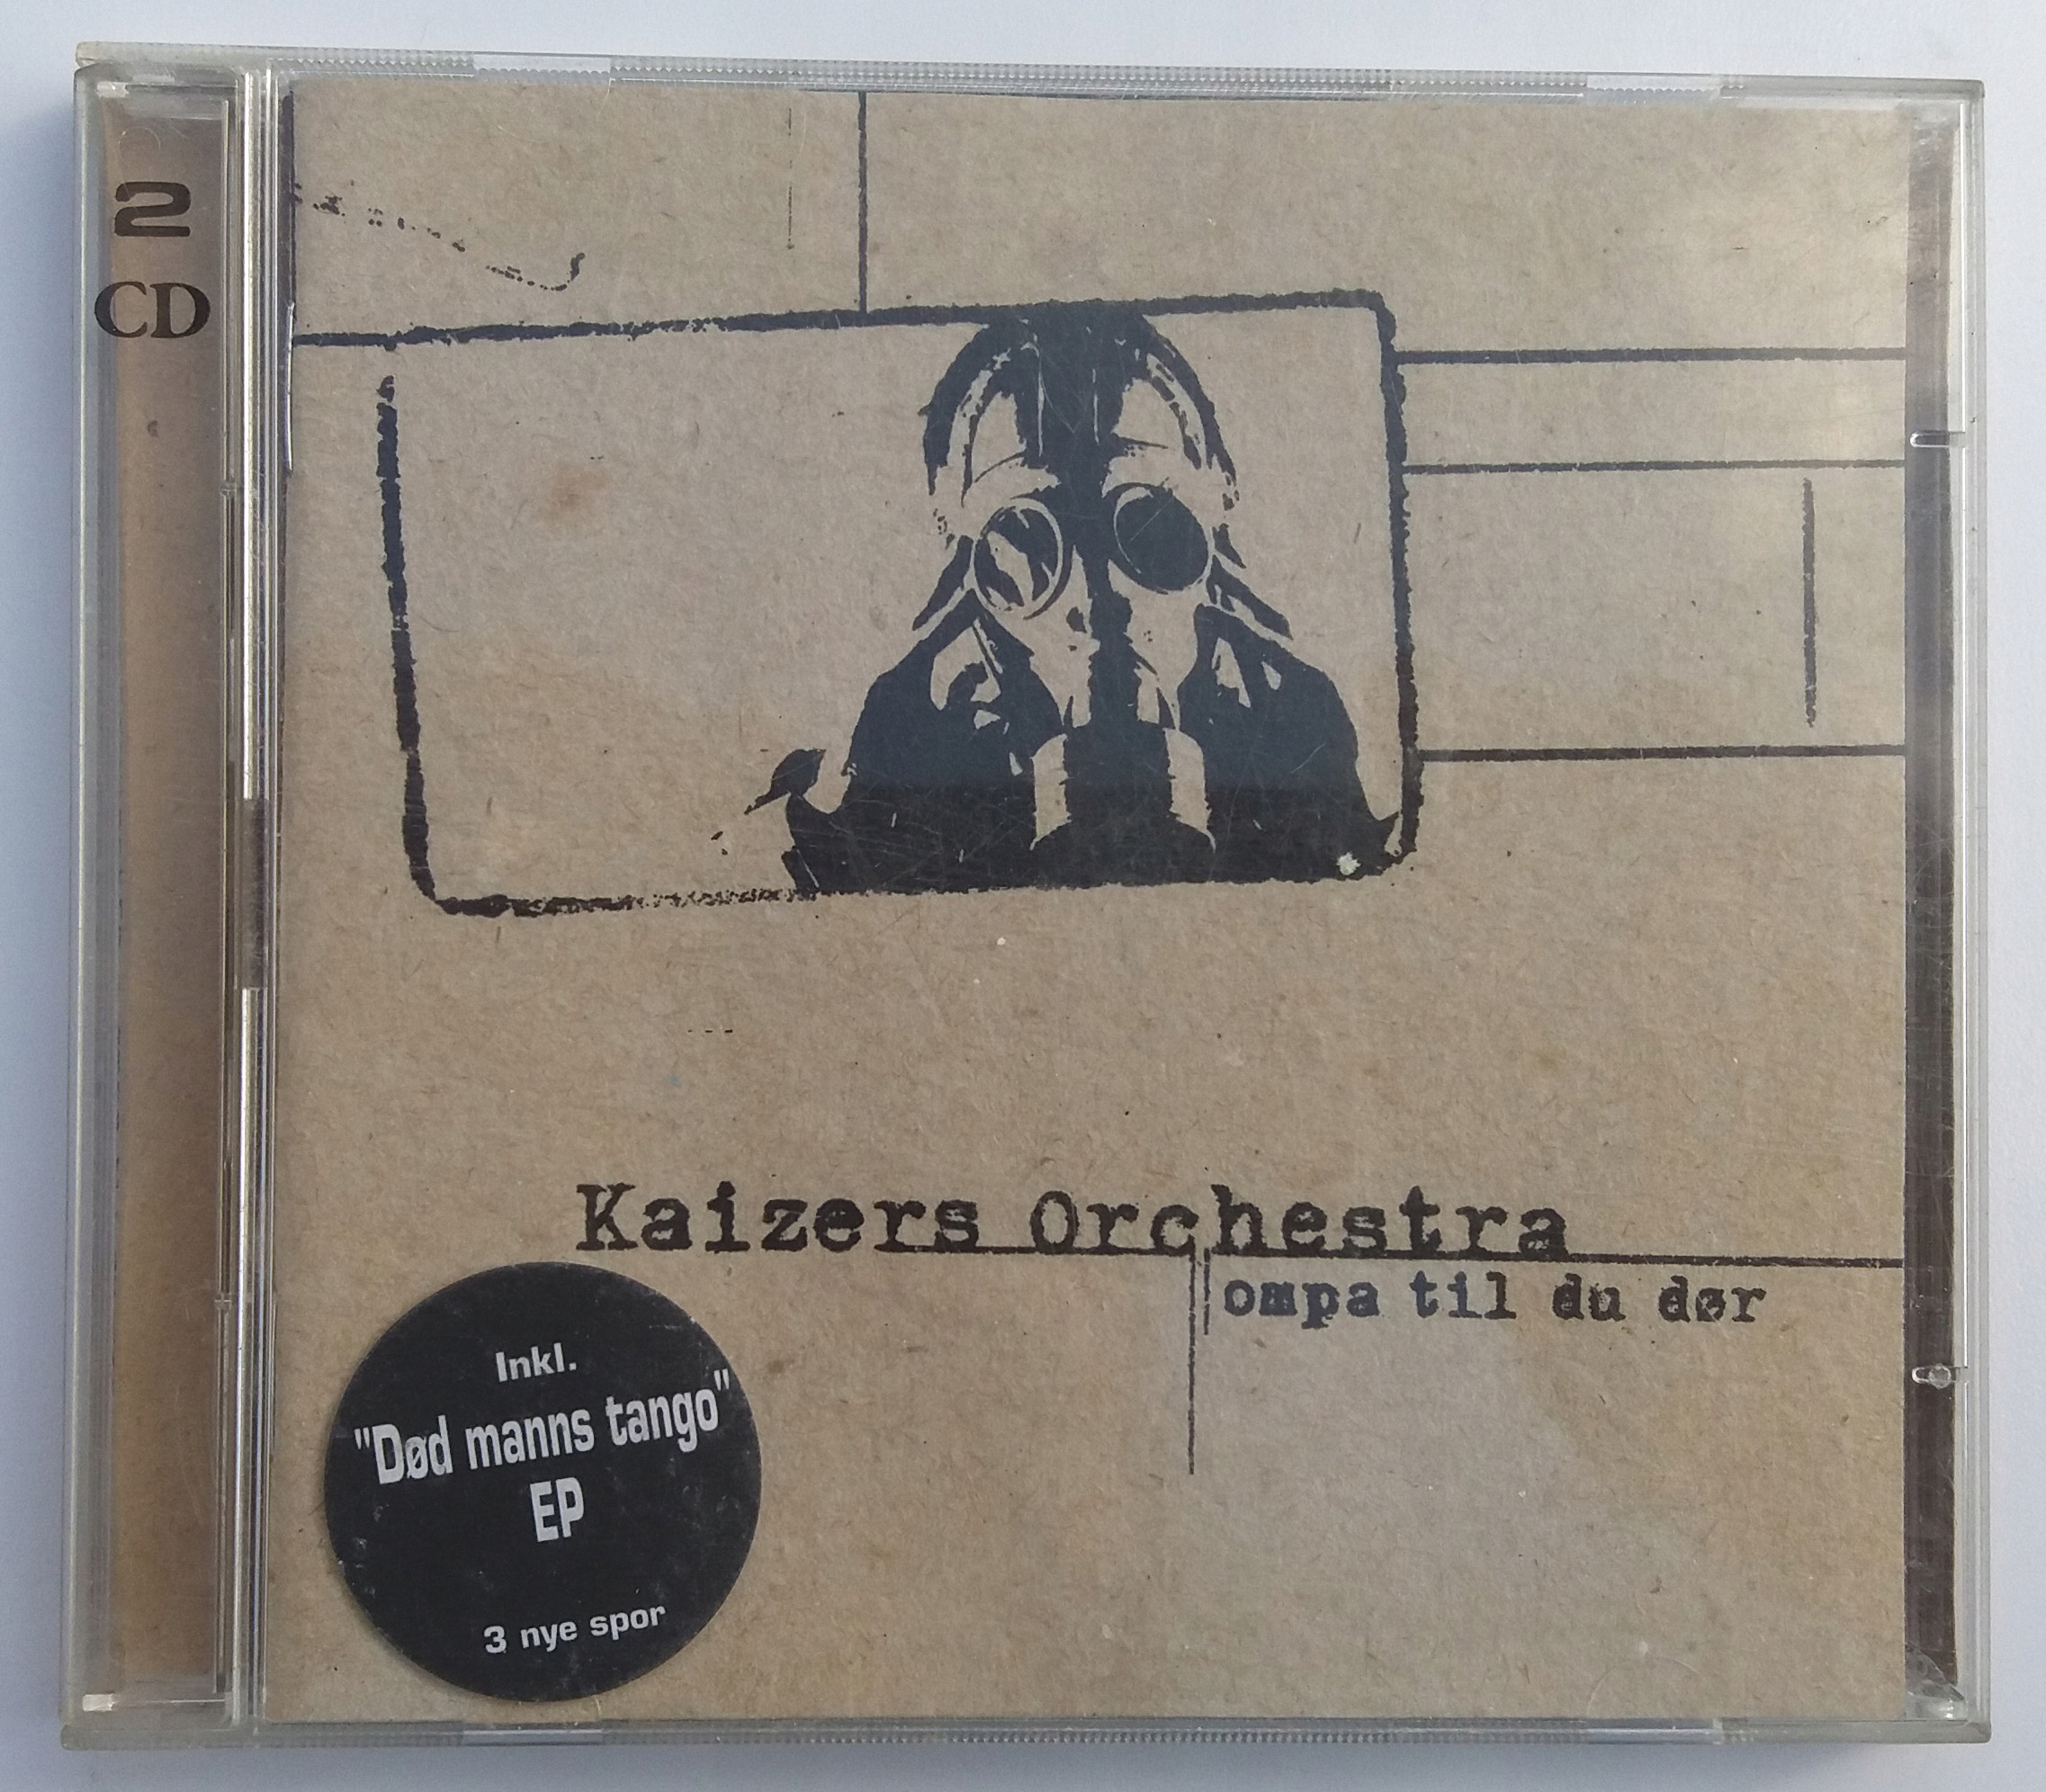 2
CD
Kaizers Orchestra
ompa til du dør
Inkl.
"Død manns tango"
EP
3 nye spor